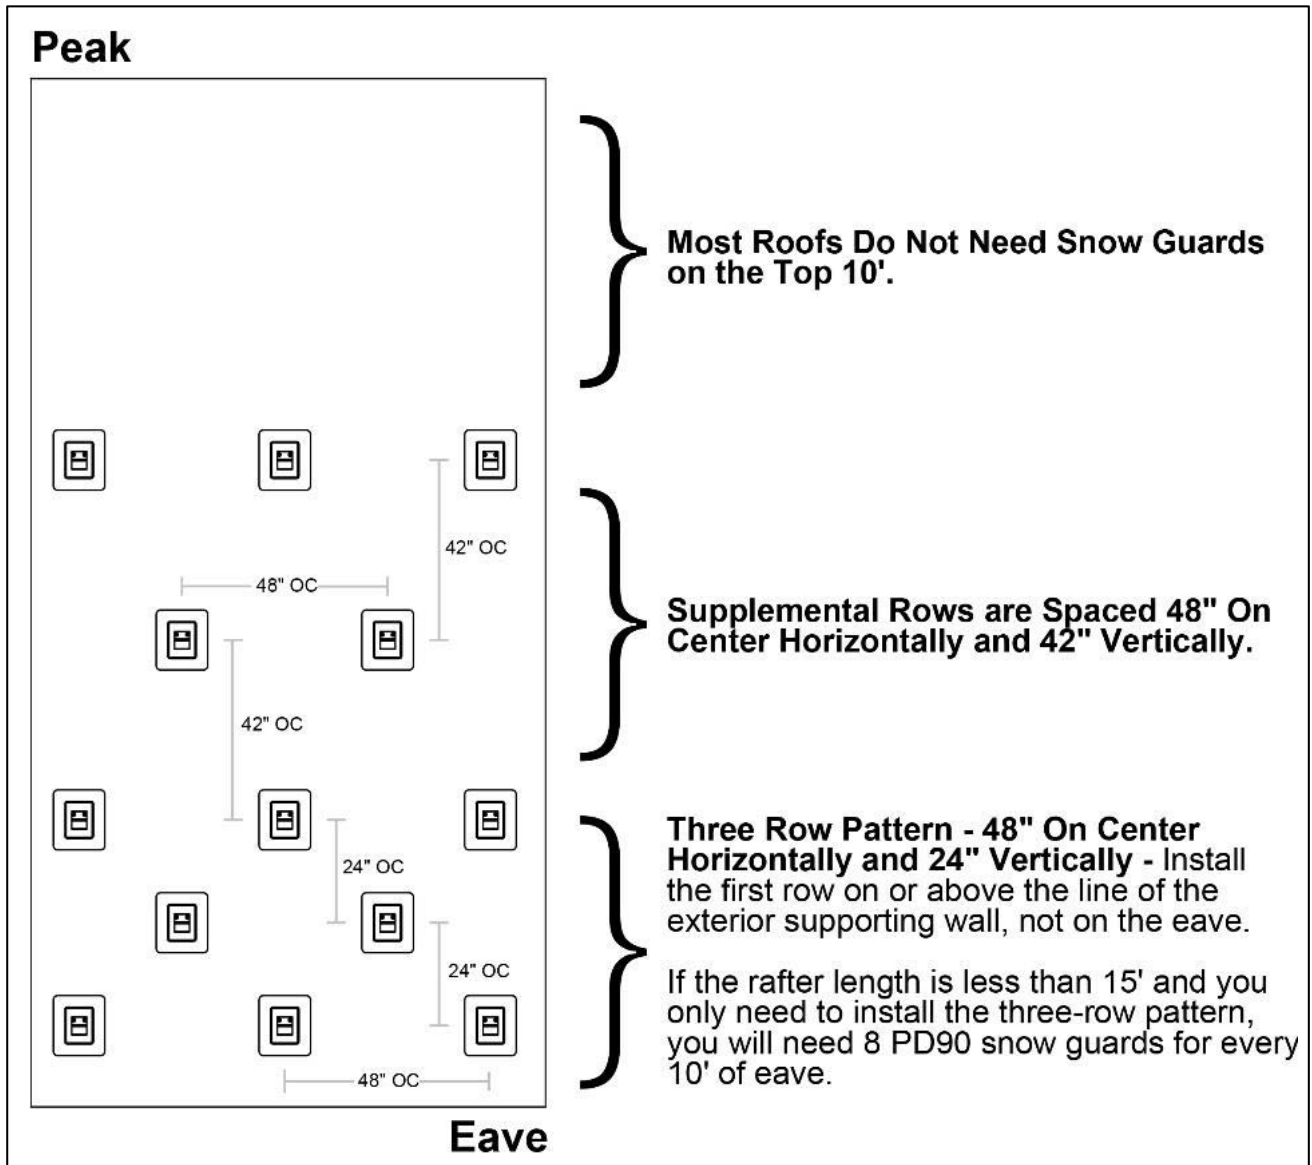 Peak
Most Roofs Do Not Need Snow Guards
on the Top 10'.
42" OC
48" OC
Supplemental Rows are Spaced 48" On
Center Horizontally and 42" Vertically.
42" OC
Three Row Pattern - 48" On Center
Horizontally and 24" Vertically - Install
the first row on or above the line of the
exterior supporting wall, not on the eave.
24" OC
24" OC
If the rafter length is less than 15' and you
only need to install the three-row pattern,
you will need 8 PD90 snow guards for every
10' of eave.
48" OC
Eave